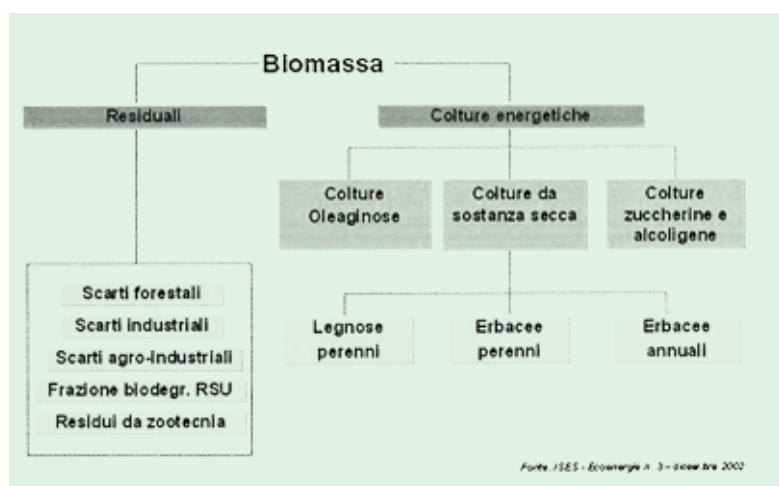 Biomassa
Residuali
Colture energetiche
Colture
Oleaginose
Colture da
sostanza secca
Colture
zuccherine e
alcoligene
Scarti forestali
Scarti industriali
Scarti agro-industriali
Frazione biodegr. RSU
Residui da zootecnia
Legnose
perenni
Erbacee
perenni
Erbacee
annuali
Fonte. ISES - Ecoenergie n. 3 – dicembre 2002